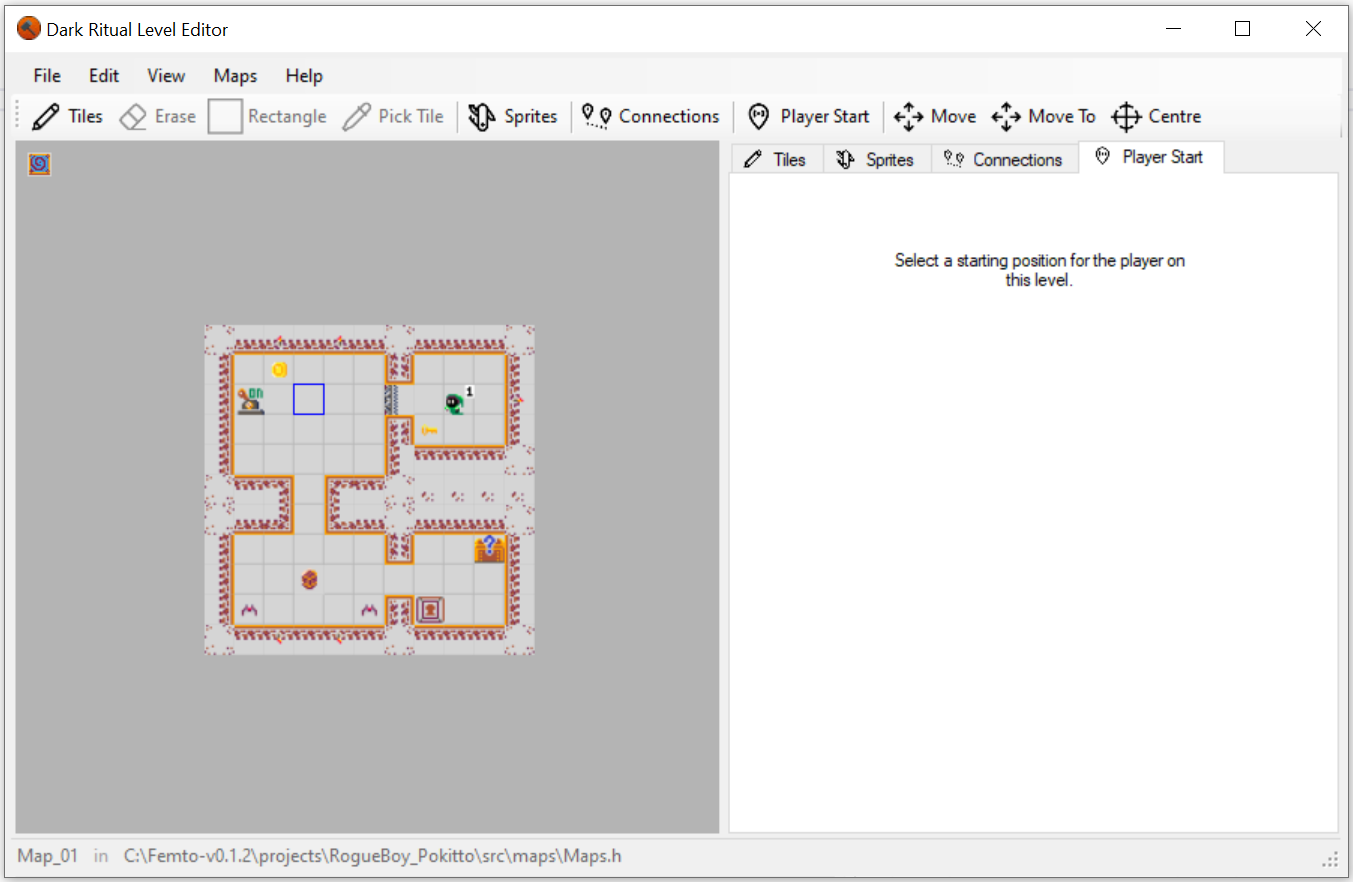 Dark Ritual Level Editor
File Edit View Maps Help
Tiles Erase Rectangle Pick Tile Sprites Connections Player Start Move Move To Centre
Tiles Sprites Connections Player Start
Select a starting position for the player on
this level.
on
1
?
Map_01 in C:\Femto-v0.1.2\projects\RogueBoy_Pokitto\src\maps\Maps.h